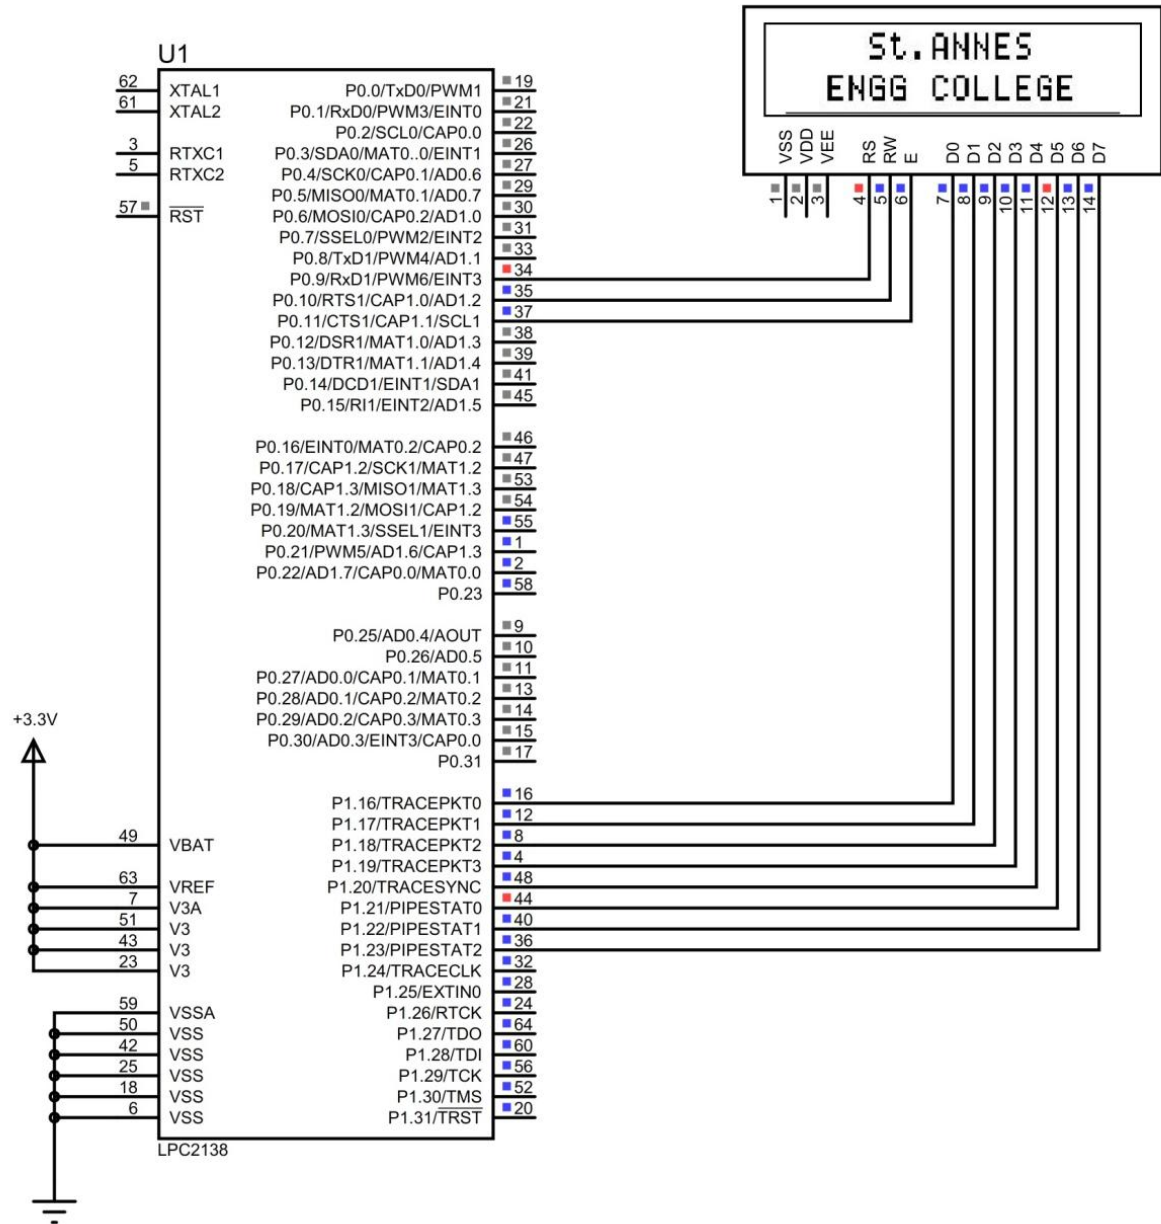 U1
62 XTAL1
61 XTAL2
3 RTXC1
5 RTXC2
57 RST
+3.3V
49 VBAT
63 VREF
7 V3A
51 V3
43 V3
23 V3
59 VSSA
50 VSS
42 VSS
25 VSS
18 VSS
6 VSS
P0.0/TxD0/PWM1 19
P0.1/RxD0/PWM3/EINT0 21
P0.2/SCL0/CAP0.0 22
P0.3/SDA0/MAT0..0/EINT1 26
P0.4/SCK0/CAP0.1/AD0.6 27
P0.5/MISO0/MAT0.1/AD0.7 29
P0.6/MOSI0/CAP0.2/AD1.0 30
P0.7/SSEL0/PWM2/EINT2 31
P0.8/TxD1/PWM4/AD1.1 33
P0.9/RxD1/PWM6/EINT3 34
P0.10/RTS1/CAP1.0/AD1.2 35
P0.11/CTS1/CAP1.1/SCL1 37
P0.12/DSR1/MAT1.0/AD1.3 38
P0.13/DTR1/MAT1.1/AD1.4 39
P0.14/DCD1/EINT1/SDA1 41
P0.15/RI1/EINT2/AD1.5 45
P0.16/EINT0/MAT0.2/CAP0.2 46
P0.17/CAP1.2/SCK1/MAT1.2 47
P0.18/CAP1.3/MISO1/MAT1.3 53
P0.19/MAT1.2/MOSI1/CAP1.2 54
P0.20/MAT1.3/SSEL1/EINT3 55
P0.21/PWM5/AD1.6/CAP1.3 1
P0.22/AD1.7/CAP0.0/MAT0.0 2
P0.23 58
P0.25/AD0.4/AOUT 9
P0.26/AD0.5 10
P0.27/AD0.0/CAP0.1/MAT0.1 11
P0.28/AD0.1/CAP0.2/MAT0.2 13
P0.29/AD0.2/CAP0.3/MAT0.3 14
P0.30/AD0.3/EINT3/CAP0.0 15
P0.31 17
P1.16/TRACEPKT0 16
P1.17/TRACEPKT1 12
P1.18/TRACEPKT2 8
P1.19/TRACEPKT3 4
P1.20/TRACESYNC 48
P1.21/PIPESTAT0 44
P1.22/PIPESTAT1 40
P1.23/PIPESTAT2 36
P1.24/TRACECLK 32
P1.25/EXTIN0 28
P1.26/RTCK 24
P1.27/TDO 64
P1.28/TDI 60
P1.29/TCK 56
P1.30/TMS 52
P1.31/TRST 20
LPC2138
St.ANNES
ENGG COLLEGE
VSS VDD VEE RS RW E D0 D1 D2 D3 D4 D5 D6 D7
1 2 3 4 5 6 7 8 9 10 11 12 13 14